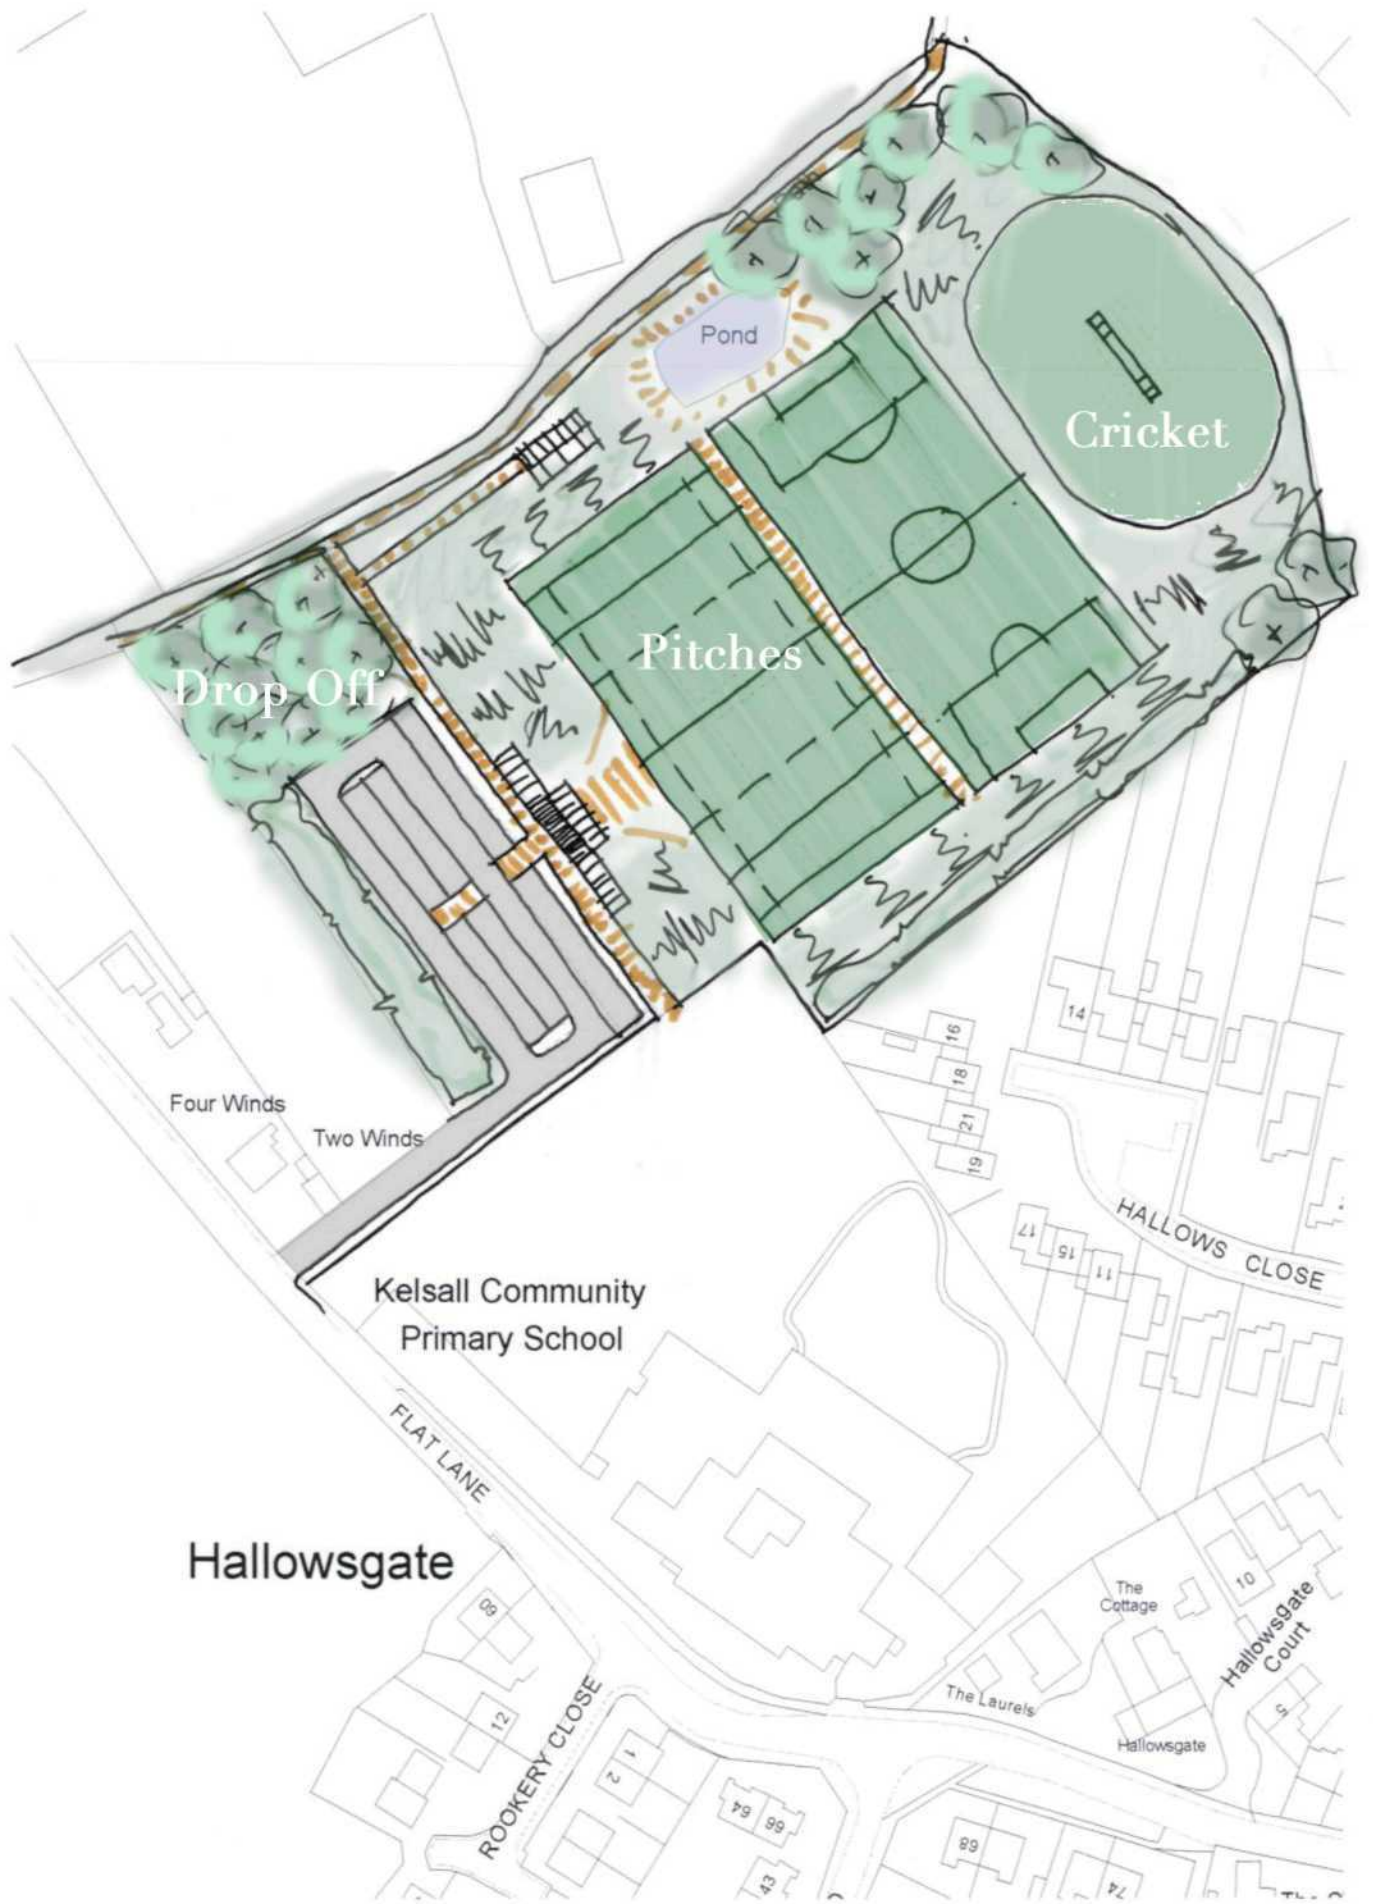 Pond
Cricket
Pitches
Drop Off
14
16
18
21
19
Four Winds
Two Winds
17
15
11
HALLOWS CLOSE
Kelsall Community
Primary School
FLAT LANE
Hallowsgate
The
Cottage
10
Hallowsgate
Court
60
12
ROOKERY CLOSE
1
2
The Laurels
5
Hallowsgate
64
66
68
43
74